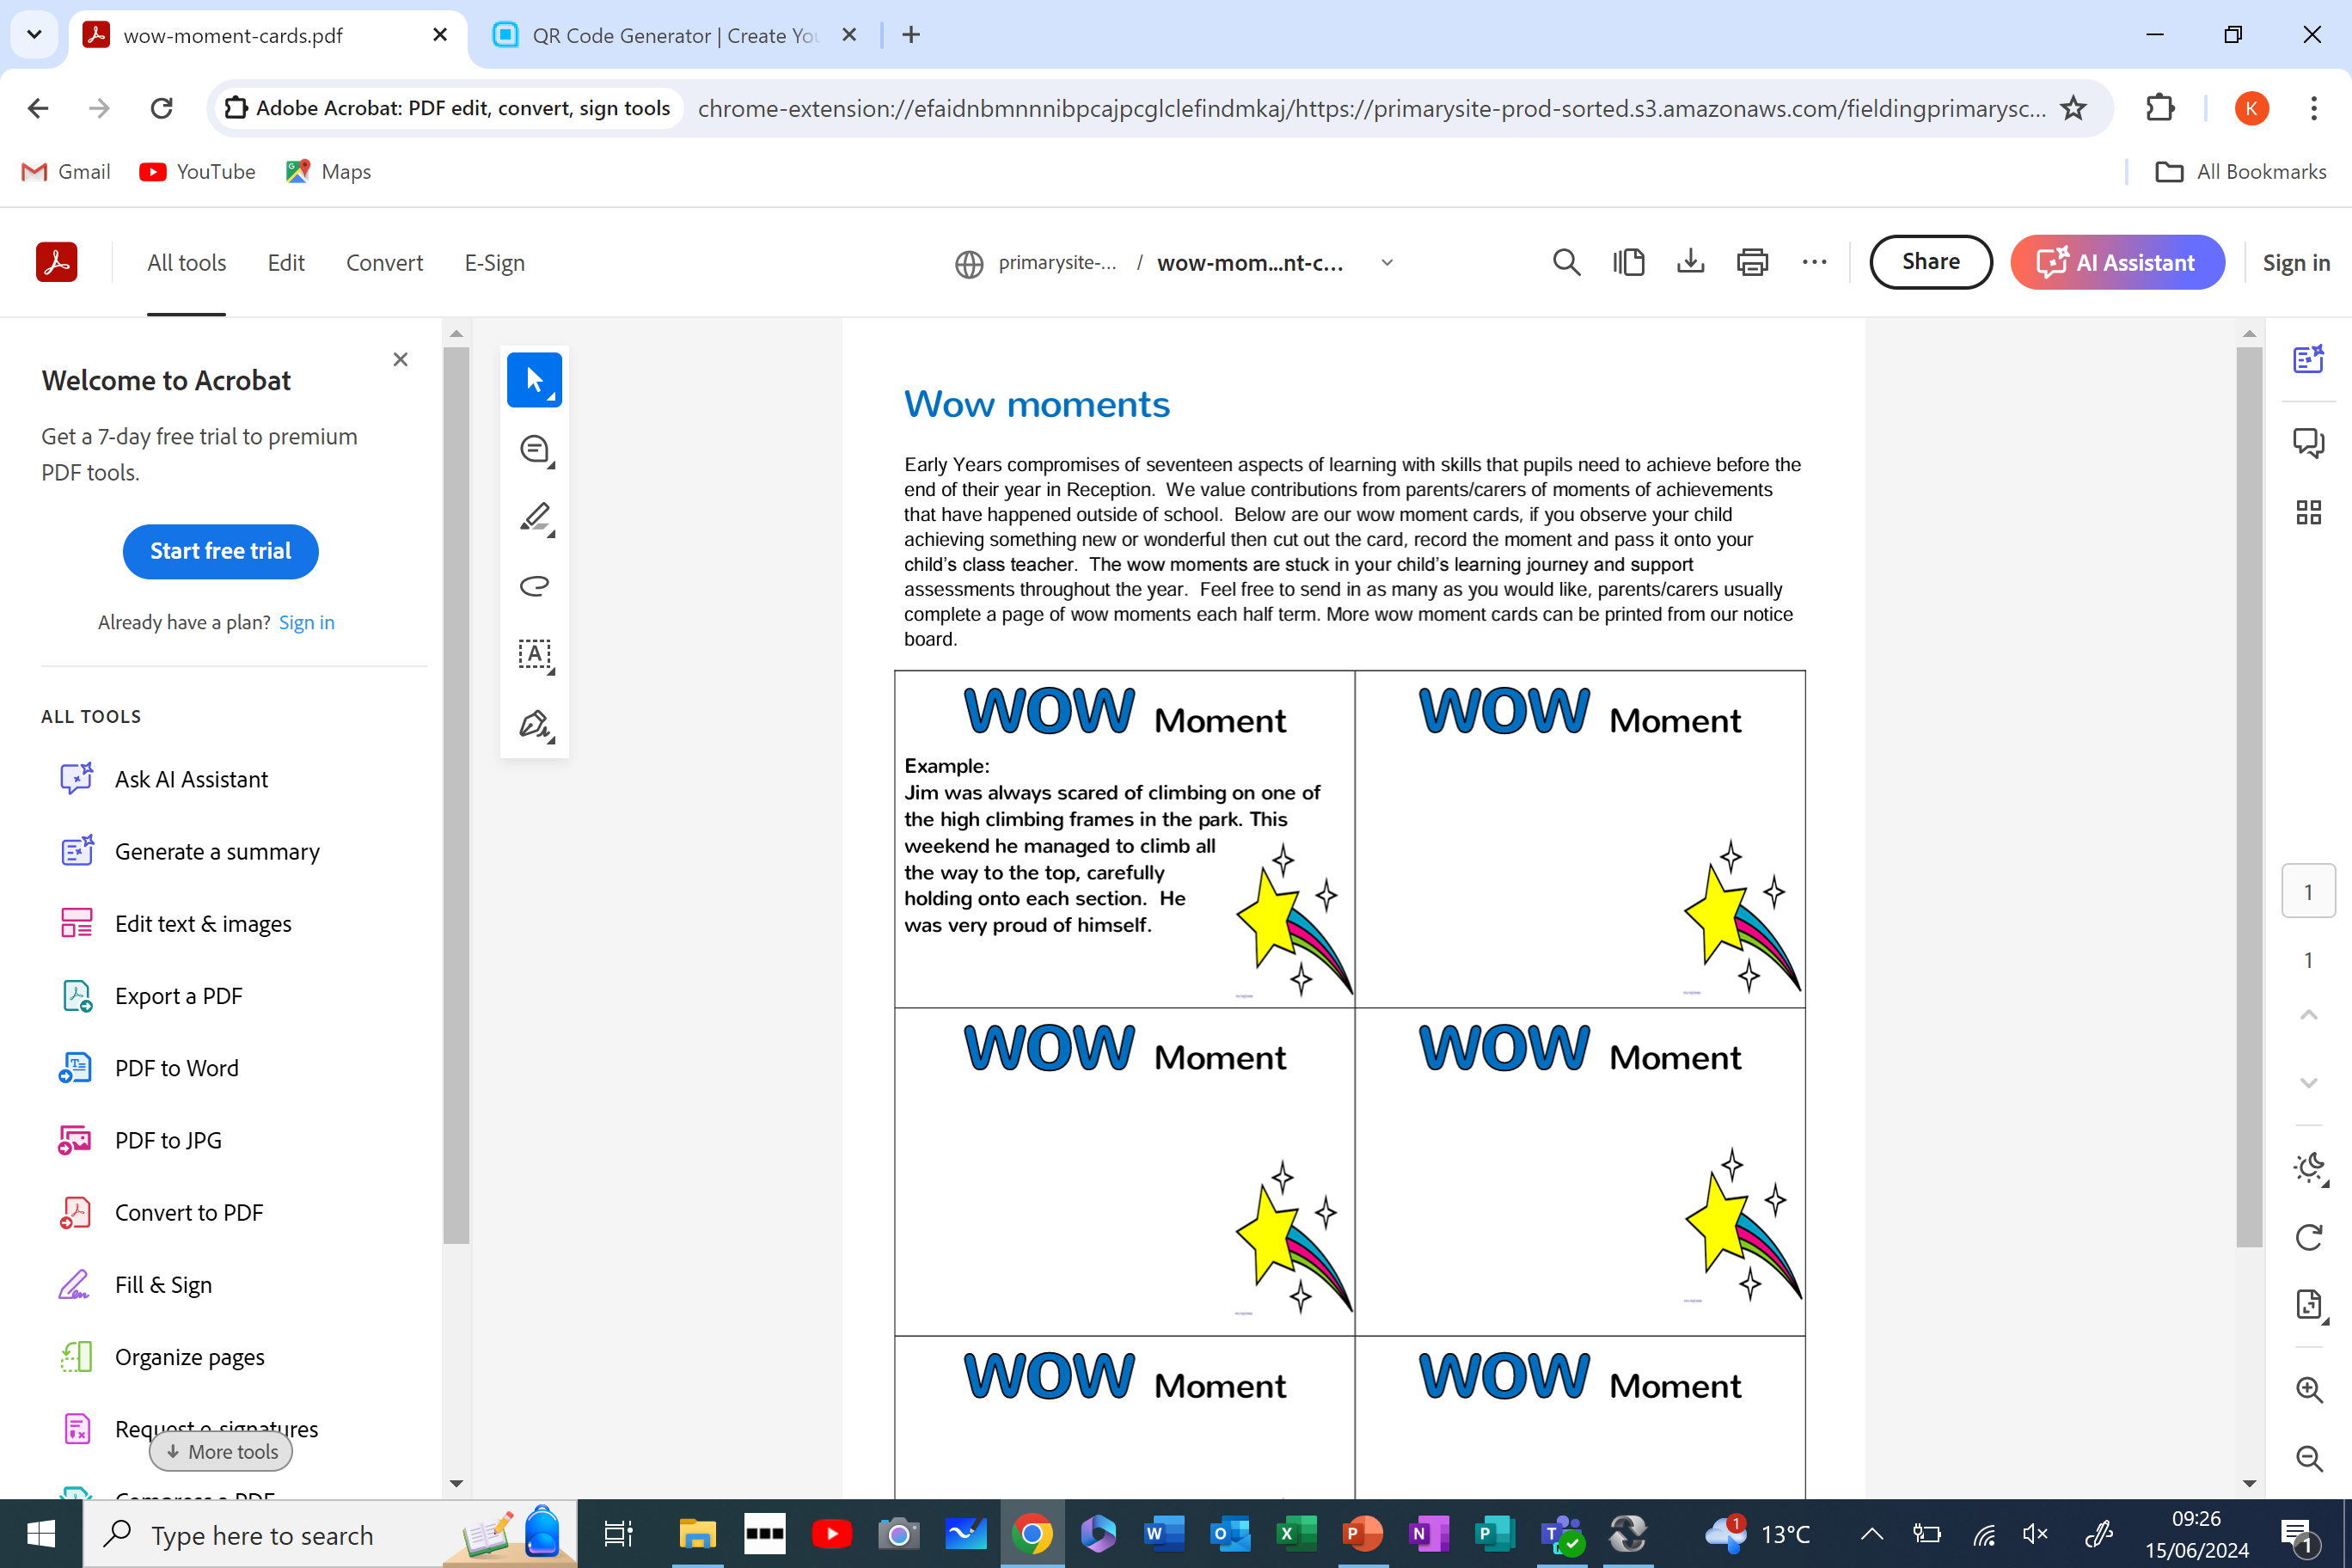 wow-moment-cards.pdf
QR Code Generator | Create You
Adobe Acrobat: PDF edit, convert, sign tools
chrome-extension://efaidnbmnnnibpcajpcglclefindmkaj/https://primarysite-prod-sorted.s3.amazonaws.com/fieldingprimarysc...
K
Gmail
YouTube
Maps
All Bookmarks
All tools
Edit
Convert
E-Sign
primarysite-... / wow-mom...nt-c...
Share
AI Assistant
Sign in
Welcome to Acrobat
Get a 7-day free trial to premium
PDF tools.
Start free trial
Already have a plan? Sign in
ALL TOOLS
Ask AI Assistant
Generate a summary
Edit text & images
Export a PDF
PDF to Word
PDF to JPG
Convert to PDF
Fill & Sign
Organize pages
Request e-signatures
More tools
Compress a PDF
Wow moments
Early Years compromises of seventeen aspects of learning with skills that pupils need to achieve before the
end of their year in Reception.  We value contributions from parents/carers of moments of achievements
that have happened outside of school.  Below are our wow moment cards, if you observe your child
achieving something new or wonderful then cut out the card, record the moment and pass it onto your
child's class teacher.  The wow moments are stuck in your child's learning journey and support
assessments throughout the year.  Feel free to send in as many as you would like, parents/carers usually
complete a page of wow moments each half term. More wow moment cards can be printed from our notice
board.
WOW Moment
Example:
Jim was always scared of climbing on one of
the high climbing frames in the park. This
weekend he managed to climb all
the way to the top, carefully
holding onto each section.  He
was very proud of himself.
WOW Moment
WOW Moment
WOW Moment
WOW Moment
WOW Moment
1
1
Type here to search
1
13°C
09:26
15/06/2024
1